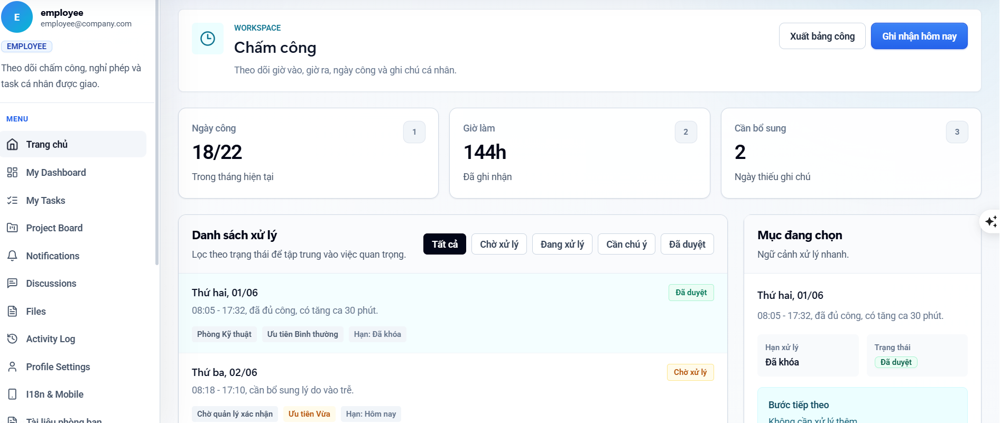 E
employee
employee@company.com
EMPLOYEE
Theo dõi chấm công, nghỉ phép và
task cá nhân được giao.
MENU
Trang chủ
My Dashboard
My Tasks
Project Board
Notifications
Discussions
Files
Activity Log
Profile Settings
I18n & Mobile
Tài liệu phòng ban
WORKSPACE
Chấm công
Theo dõi giờ vào, giờ ra, ngày công và ghi chú cá nhân.
Xuất bảng công
Ghi nhận hôm nay
Ngày công
1
18/22
Trong tháng hiện tại
Giờ làm
2
144h
Đã ghi nhận
Cần bổ sung
3
2
Ngày thiếu ghi chú
Danh sách xử lý
Lọc theo trạng thái để tập trung vào việc quan trọng.
Tất cả
Chờ xử lý
Đang xử lý
Cần chú ý
Đã duyệt
Thứ hai, 01/06
Đã duyệt
08:05 - 17:32, đã đủ công, có tăng ca 30 phút.
Phòng Kỹ thuật
Ưu tiên Bình thường
Hạn: Đã khóa
Thứ ba, 02/06
Chờ xử lý
08:18 - 17:10, cần bổ sung lý do vào trễ.
Chờ quản lý xác nhận
Ưu tiên Vừa
Hạn: Hôm nay
Mục đang chọn
Ngữ cảnh xử lý nhanh.
Thứ hai, 01/06
08:05 - 17:32, đã đủ công, có tăng ca 30 phút.
Hạn xử lý
Đã khóa
Trạng thái
Đã duyệt
Bước tiếp theo
Không cần xử lý thêm